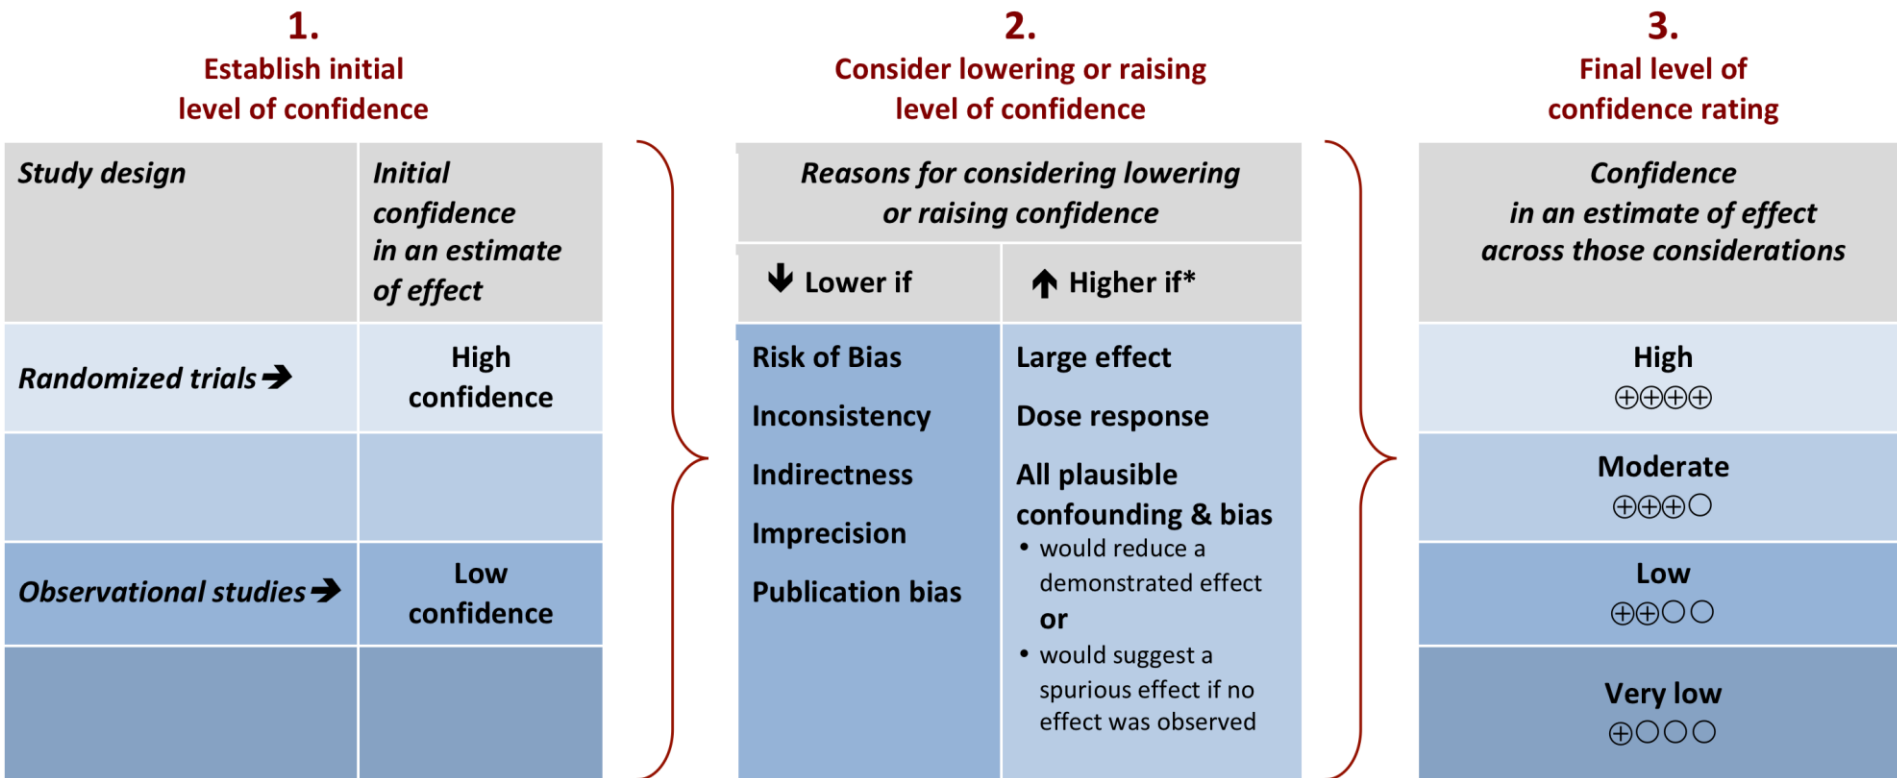 1.
Establish initial
level of confidence
Study design
Initial
confidence
in an estimate
of effect
Randomized trials ➔
High
confidence
Observational studies ➔
Low
confidence
2.
Consider lowering or raising
level of confidence
Reasons for considering lowering
or raising confidence
🡳 Lower if
🡱 Higher if*
Risk of Bias
Inconsistency
Indirectness
Imprecision
Publication bias
Large effect
Dose response
All plausible
confounding & bias
• would reduce a
demonstrated effect
or
• would suggest a
spurious effect if no
effect was observed
3.
Final level of
confidence rating
Confidence
in an estimate of effect
across those considerations
High
⊕⊕⊕⊕
Moderate
⊕⊕⊕○
Low
⊕⊕○○
Very low
⊕○○○